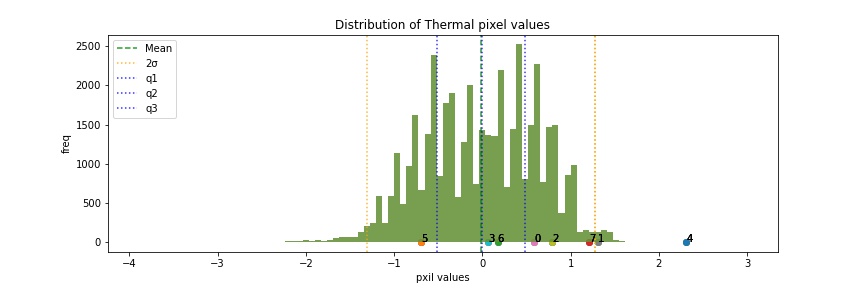 Distribution of Thermal pixel values
freq
2500
2000
1500
1000
500
0
Mean
2σ
q1
q2
q3
5 3 6 0 2 7 1 4
−4 −3 −2 −1 0 1 2 3
pxil values